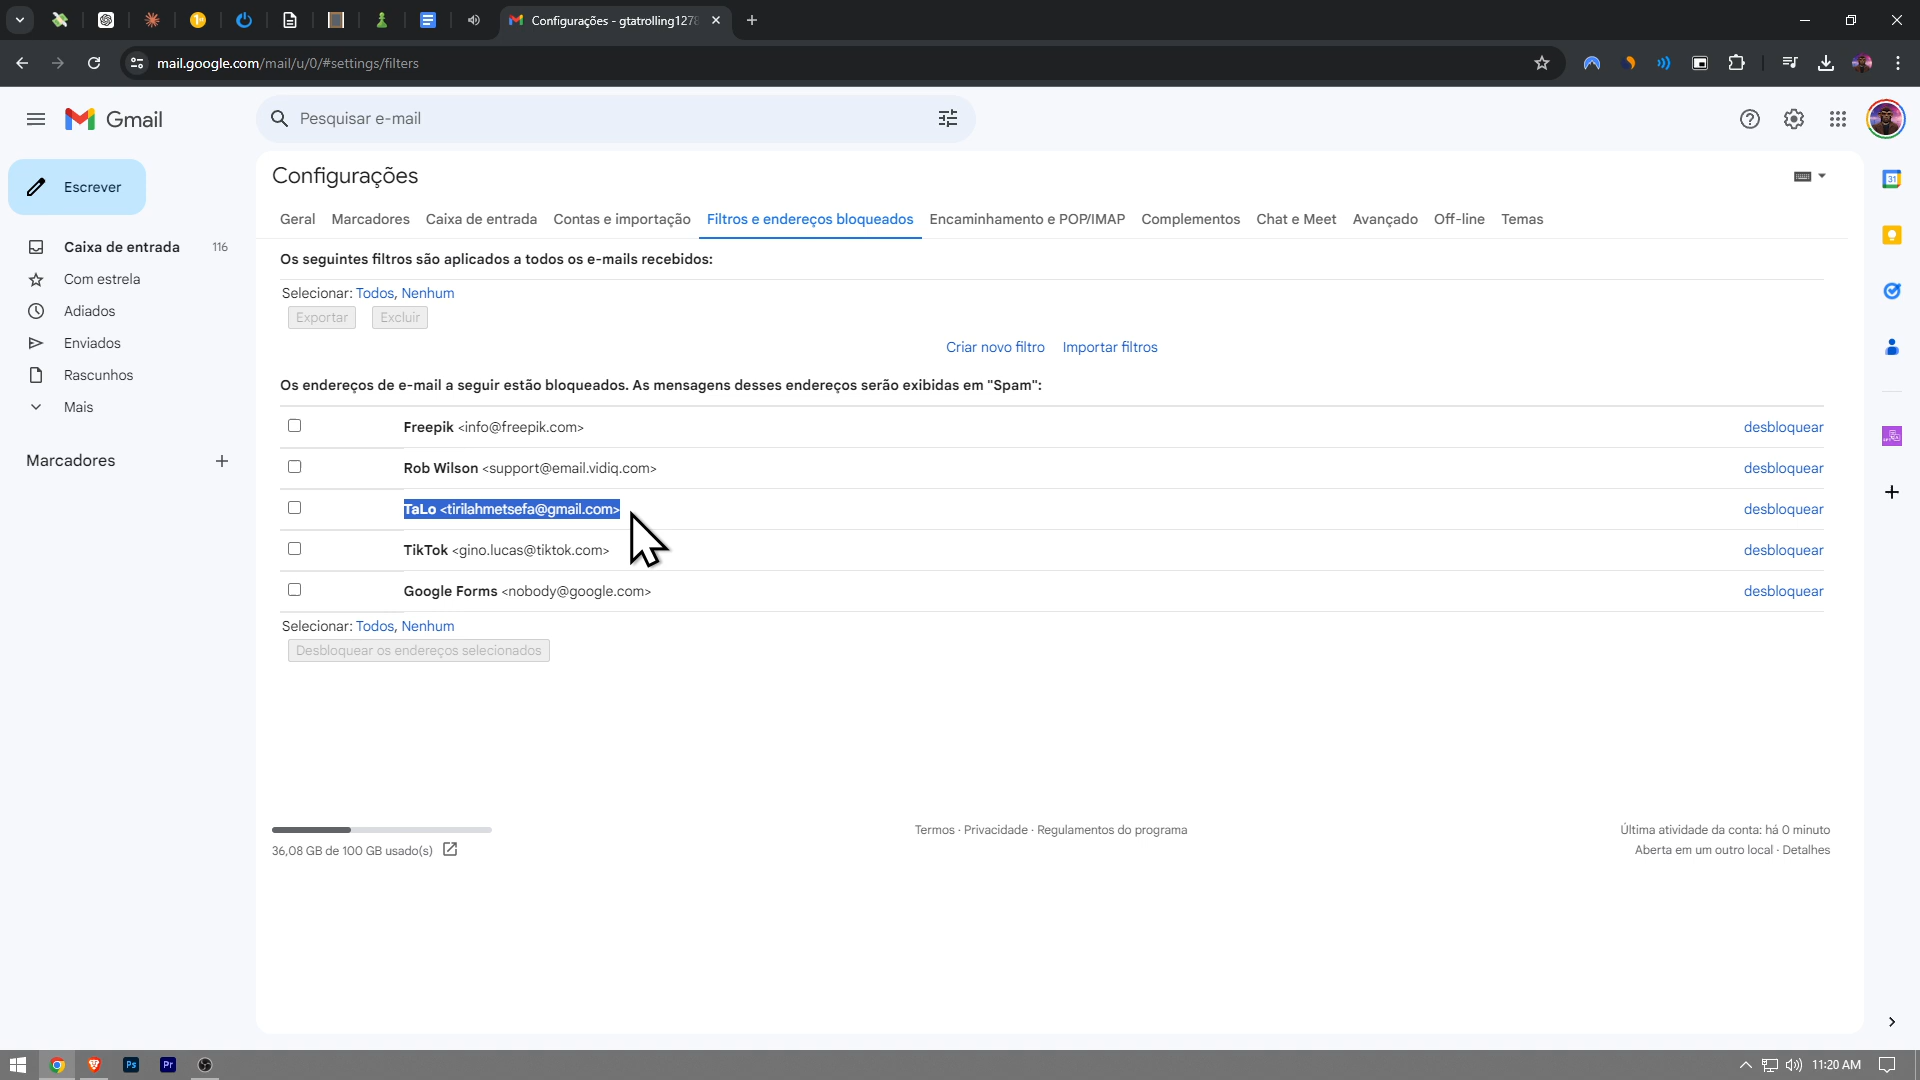 Configurações - gtatrolling1278
mail.google.com/mail/u/0/#settings/filters
Gmail
Pesquisar e-mail
Escrever
Caixa de entrada 116
Com estrela
Adiados
Enviados
Rascunhos
Mais
Marcadores
Configurações
Geral Marcadores Caixa de entrada Contas e importação Filtros e endereços bloqueados Encaminhamento e POP/IMAP Complementos Chat e Meet Avançado Off-line Temas
Os seguintes filtros são aplicados a todos os e-mails recebidos:
Selecionar: Todos, Nenhum
Exportar Excluir
Criar novo filtro Importar filtros
Os endereços de e-mail a seguir estão bloqueados. As mensagens desses endereços serão exibidas em "Spam":
Freepik <info@freepik.com> desbloquear
Rob Wilson <support@email.vidiq.com> desbloquear
TaLo <tirilahmetsefa@gmail.com> desbloquear
TikTok <gino.lucas@tiktok.com> desbloquear
Google Forms <nobody@google.com> desbloquear
Selecionar: Todos, Nenhum
Desbloquear os endereços selecionados
36,08 GB de 100 GB usado(s)
Termos · Privacidade · Regulamentos do programa
Última atividade da conta: há 0 minuto
Aberta em um outro local · Detalhes
31
Ps
Pr
11:20 AM